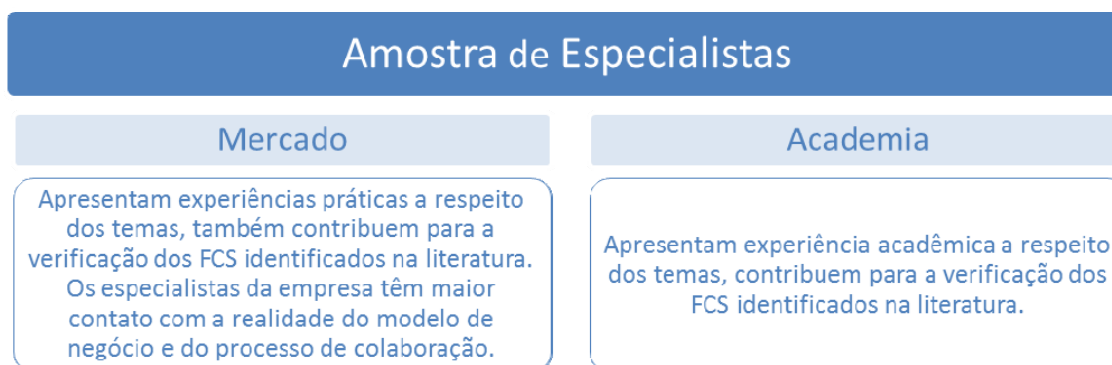 Amostra de Especialistas
Mercado
Apresentam experiências práticas a respeito
dos temas, também contribuem para a
verificação dos FCS identificados na literatura.
Os especialistas da empresa têm maior
contato com a realidade do modelo de
negócio e do processo de colaboração.
Academia
Apresentam experiência acadêmica a respeito
dos temas, contribuem para a verificação dos
FCS identificados na literatura.